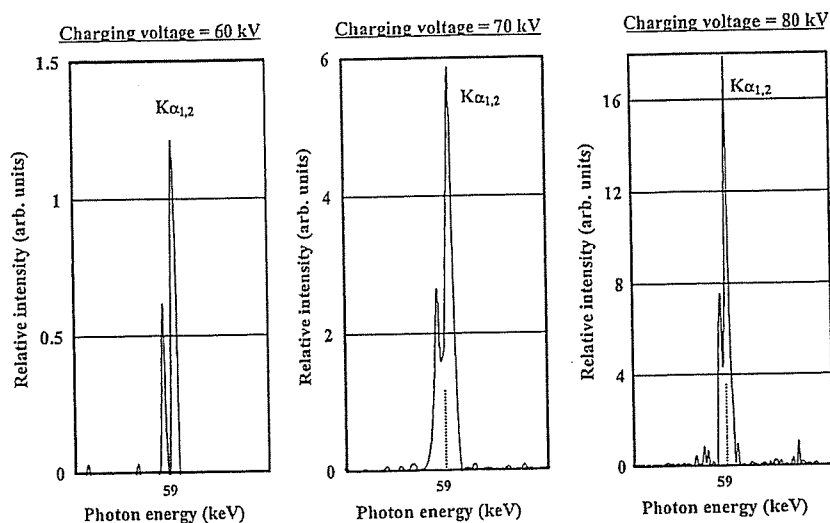 Charging voltage = 60 kV
1.5
1
0.5
0
Kα1,2
Relative intensity (arb. units)
59
Photon energy (keV)
Charging voltage = 70 kV
6
4
2
0
Kα1,2
Relative intensity (arb. units)
59
Photon energy (keV)
Charging voltage = 80 kV
16
12
8
4
0
Kα1,2
Relative intensity (arb. units)
59
Photon energy (keV)